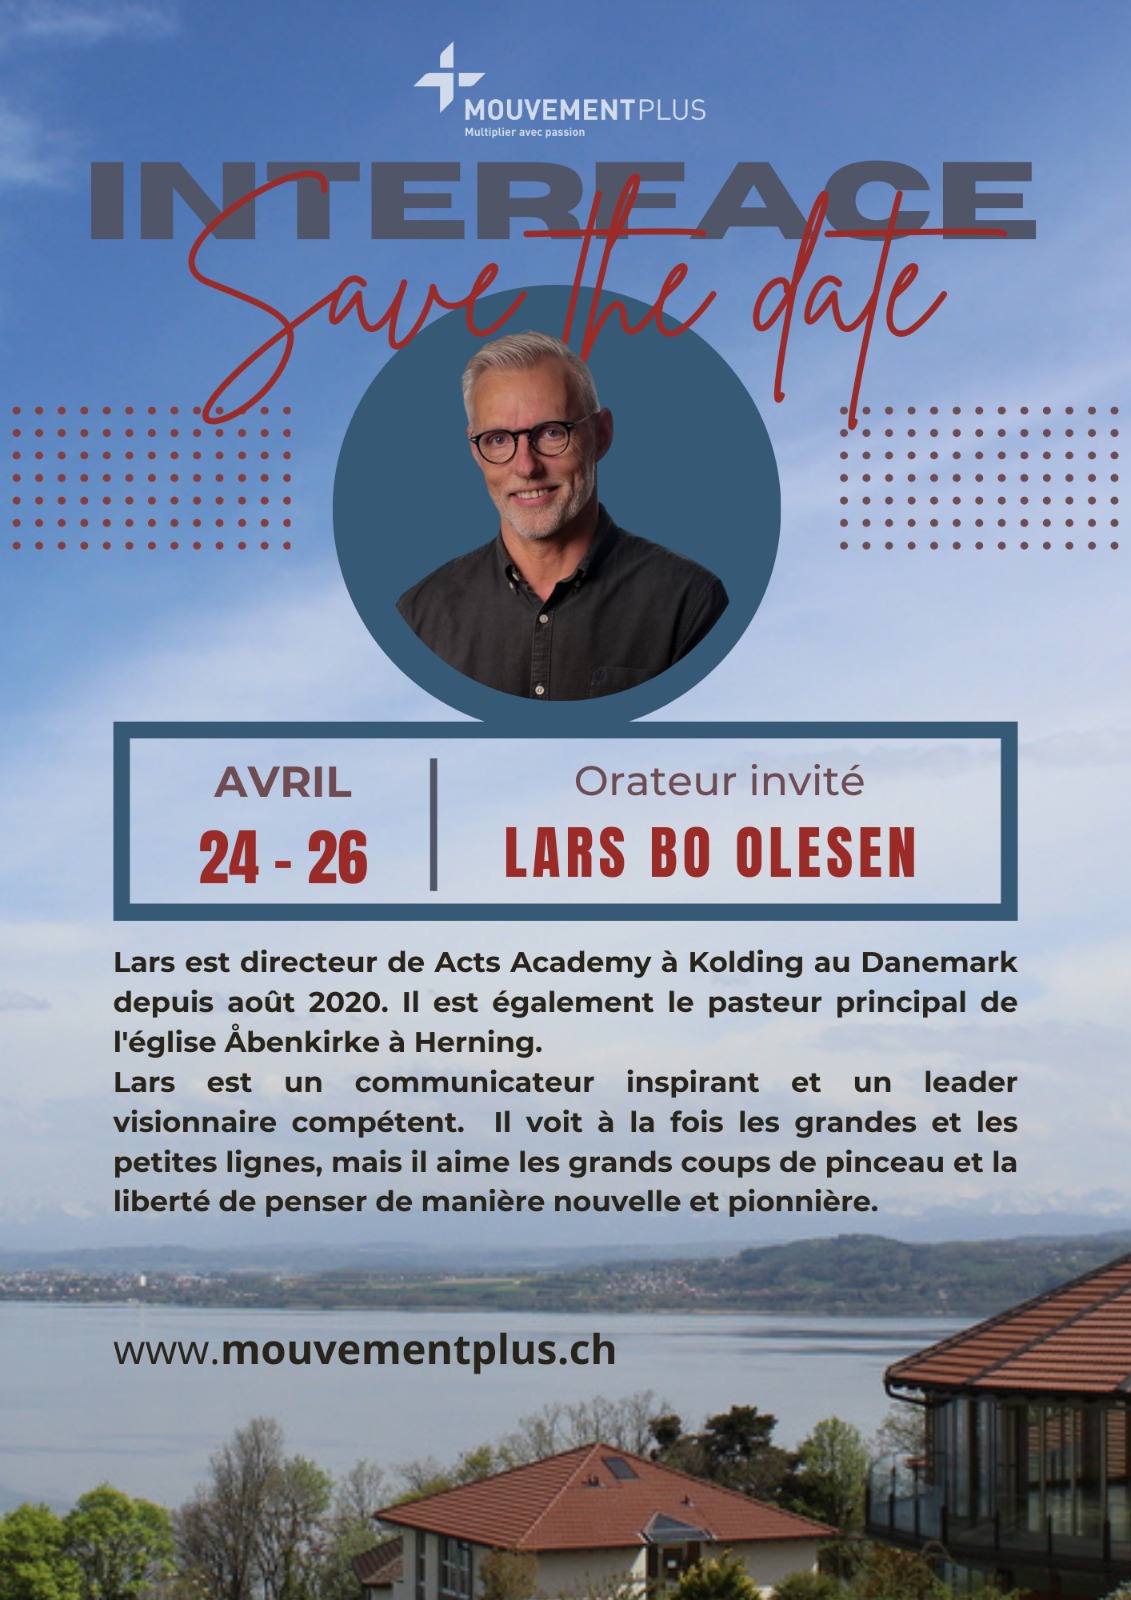 MOUVEMENTPLUS
Multiplier avec passion
INTERFACE
Save the date
AVRIL
24 - 26
Orateur invité
LARS BO OLESEN
Lars est directeur de Acts Academy à Kolding au Danemark
depuis août 2020. Il est également le pasteur principal de
l'église Åbenkirke à Herning.
Lars est un communicateur inspirant et un leader
visionnaire compétent. Il voit à la fois les grandes et les
petites lignes, mais il aime les grands coups de pinceau et la
liberté de penser de manière nouvelle et pionnière.
www.mouvementplus.ch